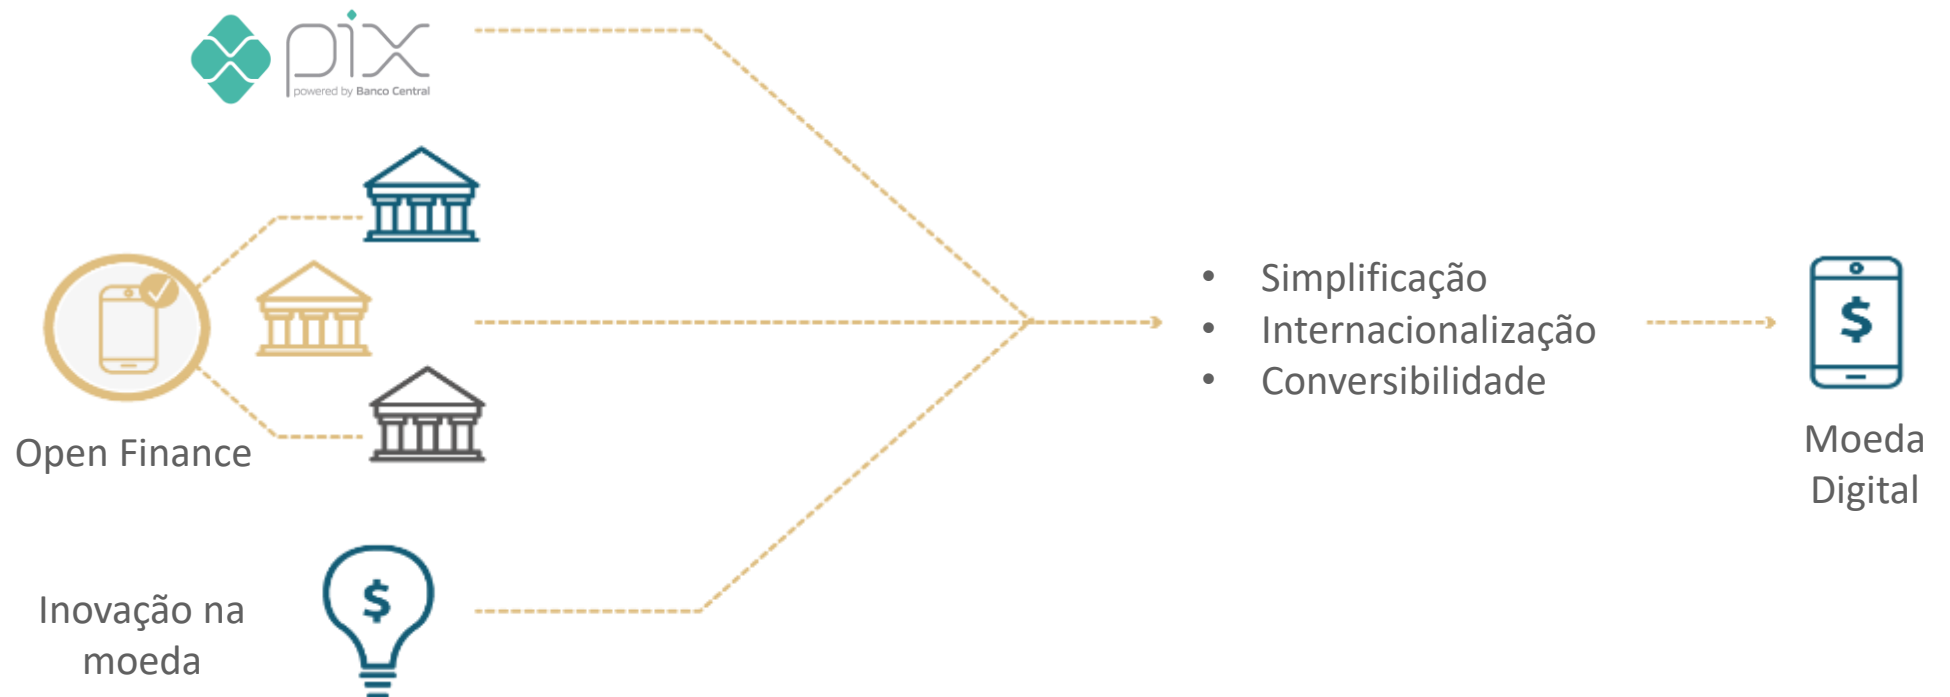 pix
powered by Banco Central
Open Finance
Inovação na
moeda
• Simplificação
• Internacionalização
• Conversibilidade
$
$
Moeda
Digital